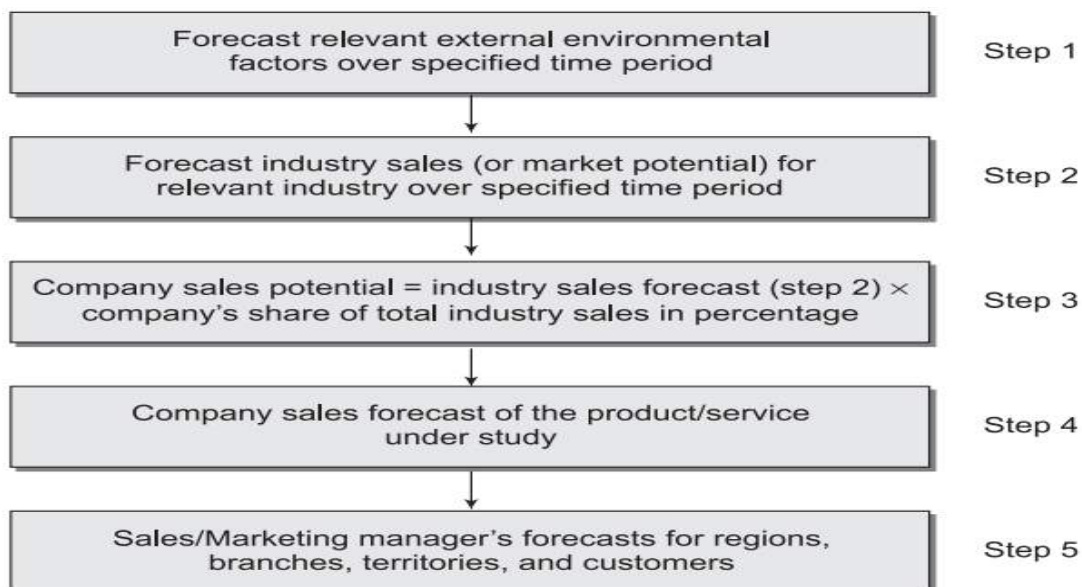 Forecast relevant external environmental
factors over specified time period
Step 1
Forecast industry sales (or market potential) for
relevant industry over specified time period
Step 2
Company sales potential = industry sales forecast (step 2) ×
company's share of total industry sales in percentage
Step 3
Company sales forecast of the product/service
under study
Step 4
Sales/Marketing manager's forecasts for regions,
branches, territories, and customers
Step 5